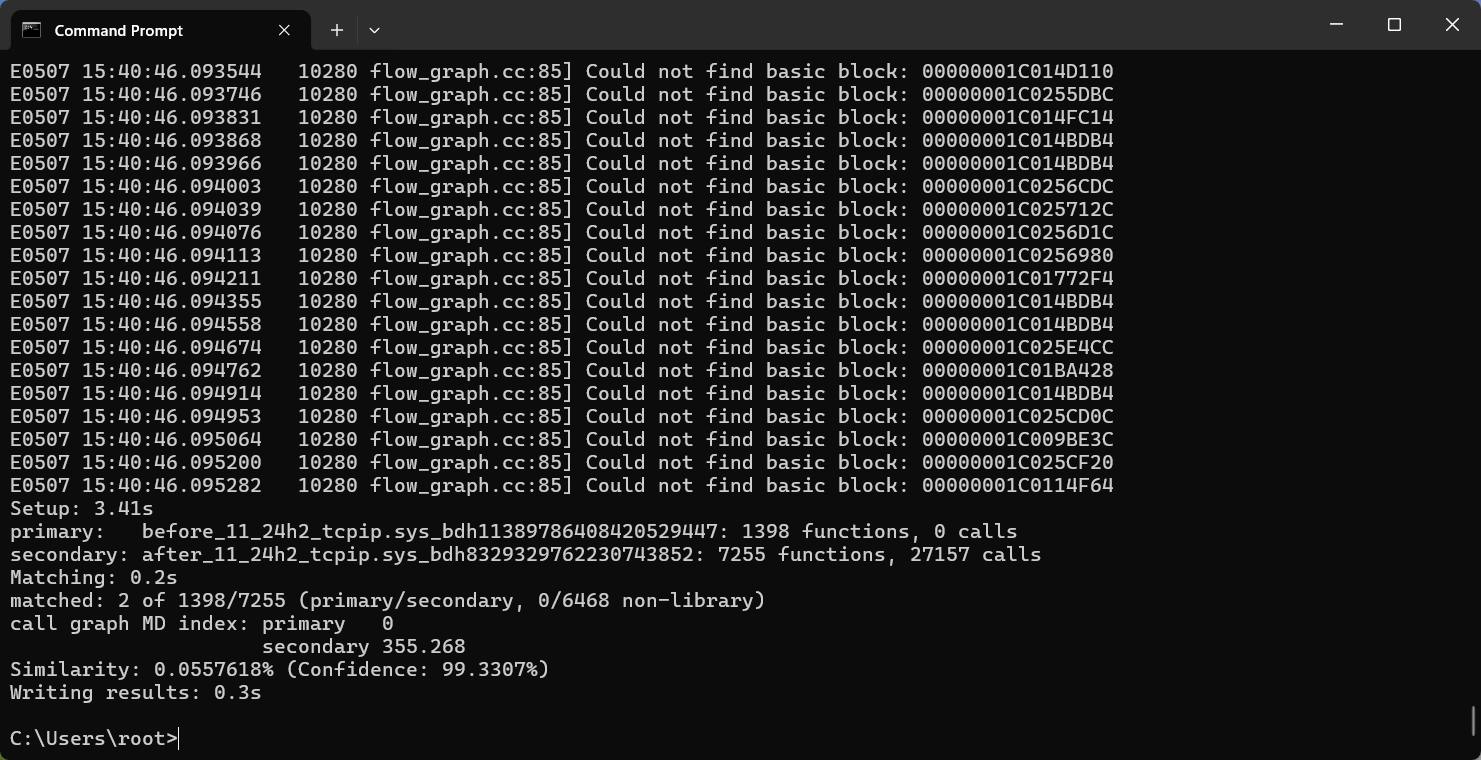 Command Prompt
E0507 15:40:46.093544   10280 flow_graph.cc:85] Could not find basic block: 00000001C014D110
E0507 15:40:46.093746   10280 flow_graph.cc:85] Could not find basic block: 00000001C0255DBC
E0507 15:40:46.093831   10280 flow_graph.cc:85] Could not find basic block: 00000001C014FC14
E0507 15:40:46.093868   10280 flow_graph.cc:85] Could not find basic block: 00000001C014BDB4
E0507 15:40:46.093966   10280 flow_graph.cc:85] Could not find basic block: 00000001C014BDB4
E0507 15:40:46.094003   10280 flow_graph.cc:85] Could not find basic block: 00000001C0256CDC
E0507 15:40:46.094039   10280 flow_graph.cc:85] Could not find basic block: 00000001C025712C
E0507 15:40:46.094076   10280 flow_graph.cc:85] Could not find basic block: 00000001C0256D1C
E0507 15:40:46.094113   10280 flow_graph.cc:85] Could not find basic block: 00000001C0256980
E0507 15:40:46.094211   10280 flow_graph.cc:85] Could not find basic block: 00000001C01772F4
E0507 15:40:46.094355   10280 flow_graph.cc:85] Could not find basic block: 00000001C014BDB4
E0507 15:40:46.094558   10280 flow_graph.cc:85] Could not find basic block: 00000001C014BDB4
E0507 15:40:46.094674   10280 flow_graph.cc:85] Could not find basic block: 00000001C025E4CC
E0507 15:40:46.094762   10280 flow_graph.cc:85] Could not find basic block: 00000001C01BA428
E0507 15:40:46.094914   10280 flow_graph.cc:85] Could not find basic block: 00000001C014BDB4
E0507 15:40:46.094953   10280 flow_graph.cc:85] Could not find basic block: 00000001C025CD0C
E0507 15:40:46.095064   10280 flow_graph.cc:85] Could not find basic block: 00000001C009BE3C
E0507 15:40:46.095200   10280 flow_graph.cc:85] Could not find basic block: 00000001C025CF20
E0507 15:40:46.095282   10280 flow_graph.cc:85] Could not find basic block: 00000001C0114F64
Setup: 3.41s
primary:   before_11_24h2_tcpip.sys_bdh11389786408420529447: 1398 functions, 0 calls
secondary: after_11_24h2_tcpip.sys_bdh8329329762230743852: 7255 functions, 27157 calls
Matching: 0.2s
matched: 2 of 1398/7255 (primary/secondary, 0/6468 non-library)
call graph MD index: primary   0
                     secondary 355.268
Similarity: 0.0557618% (Confidence: 99.3307%)
Writing results: 0.3s
C:\Users\root>